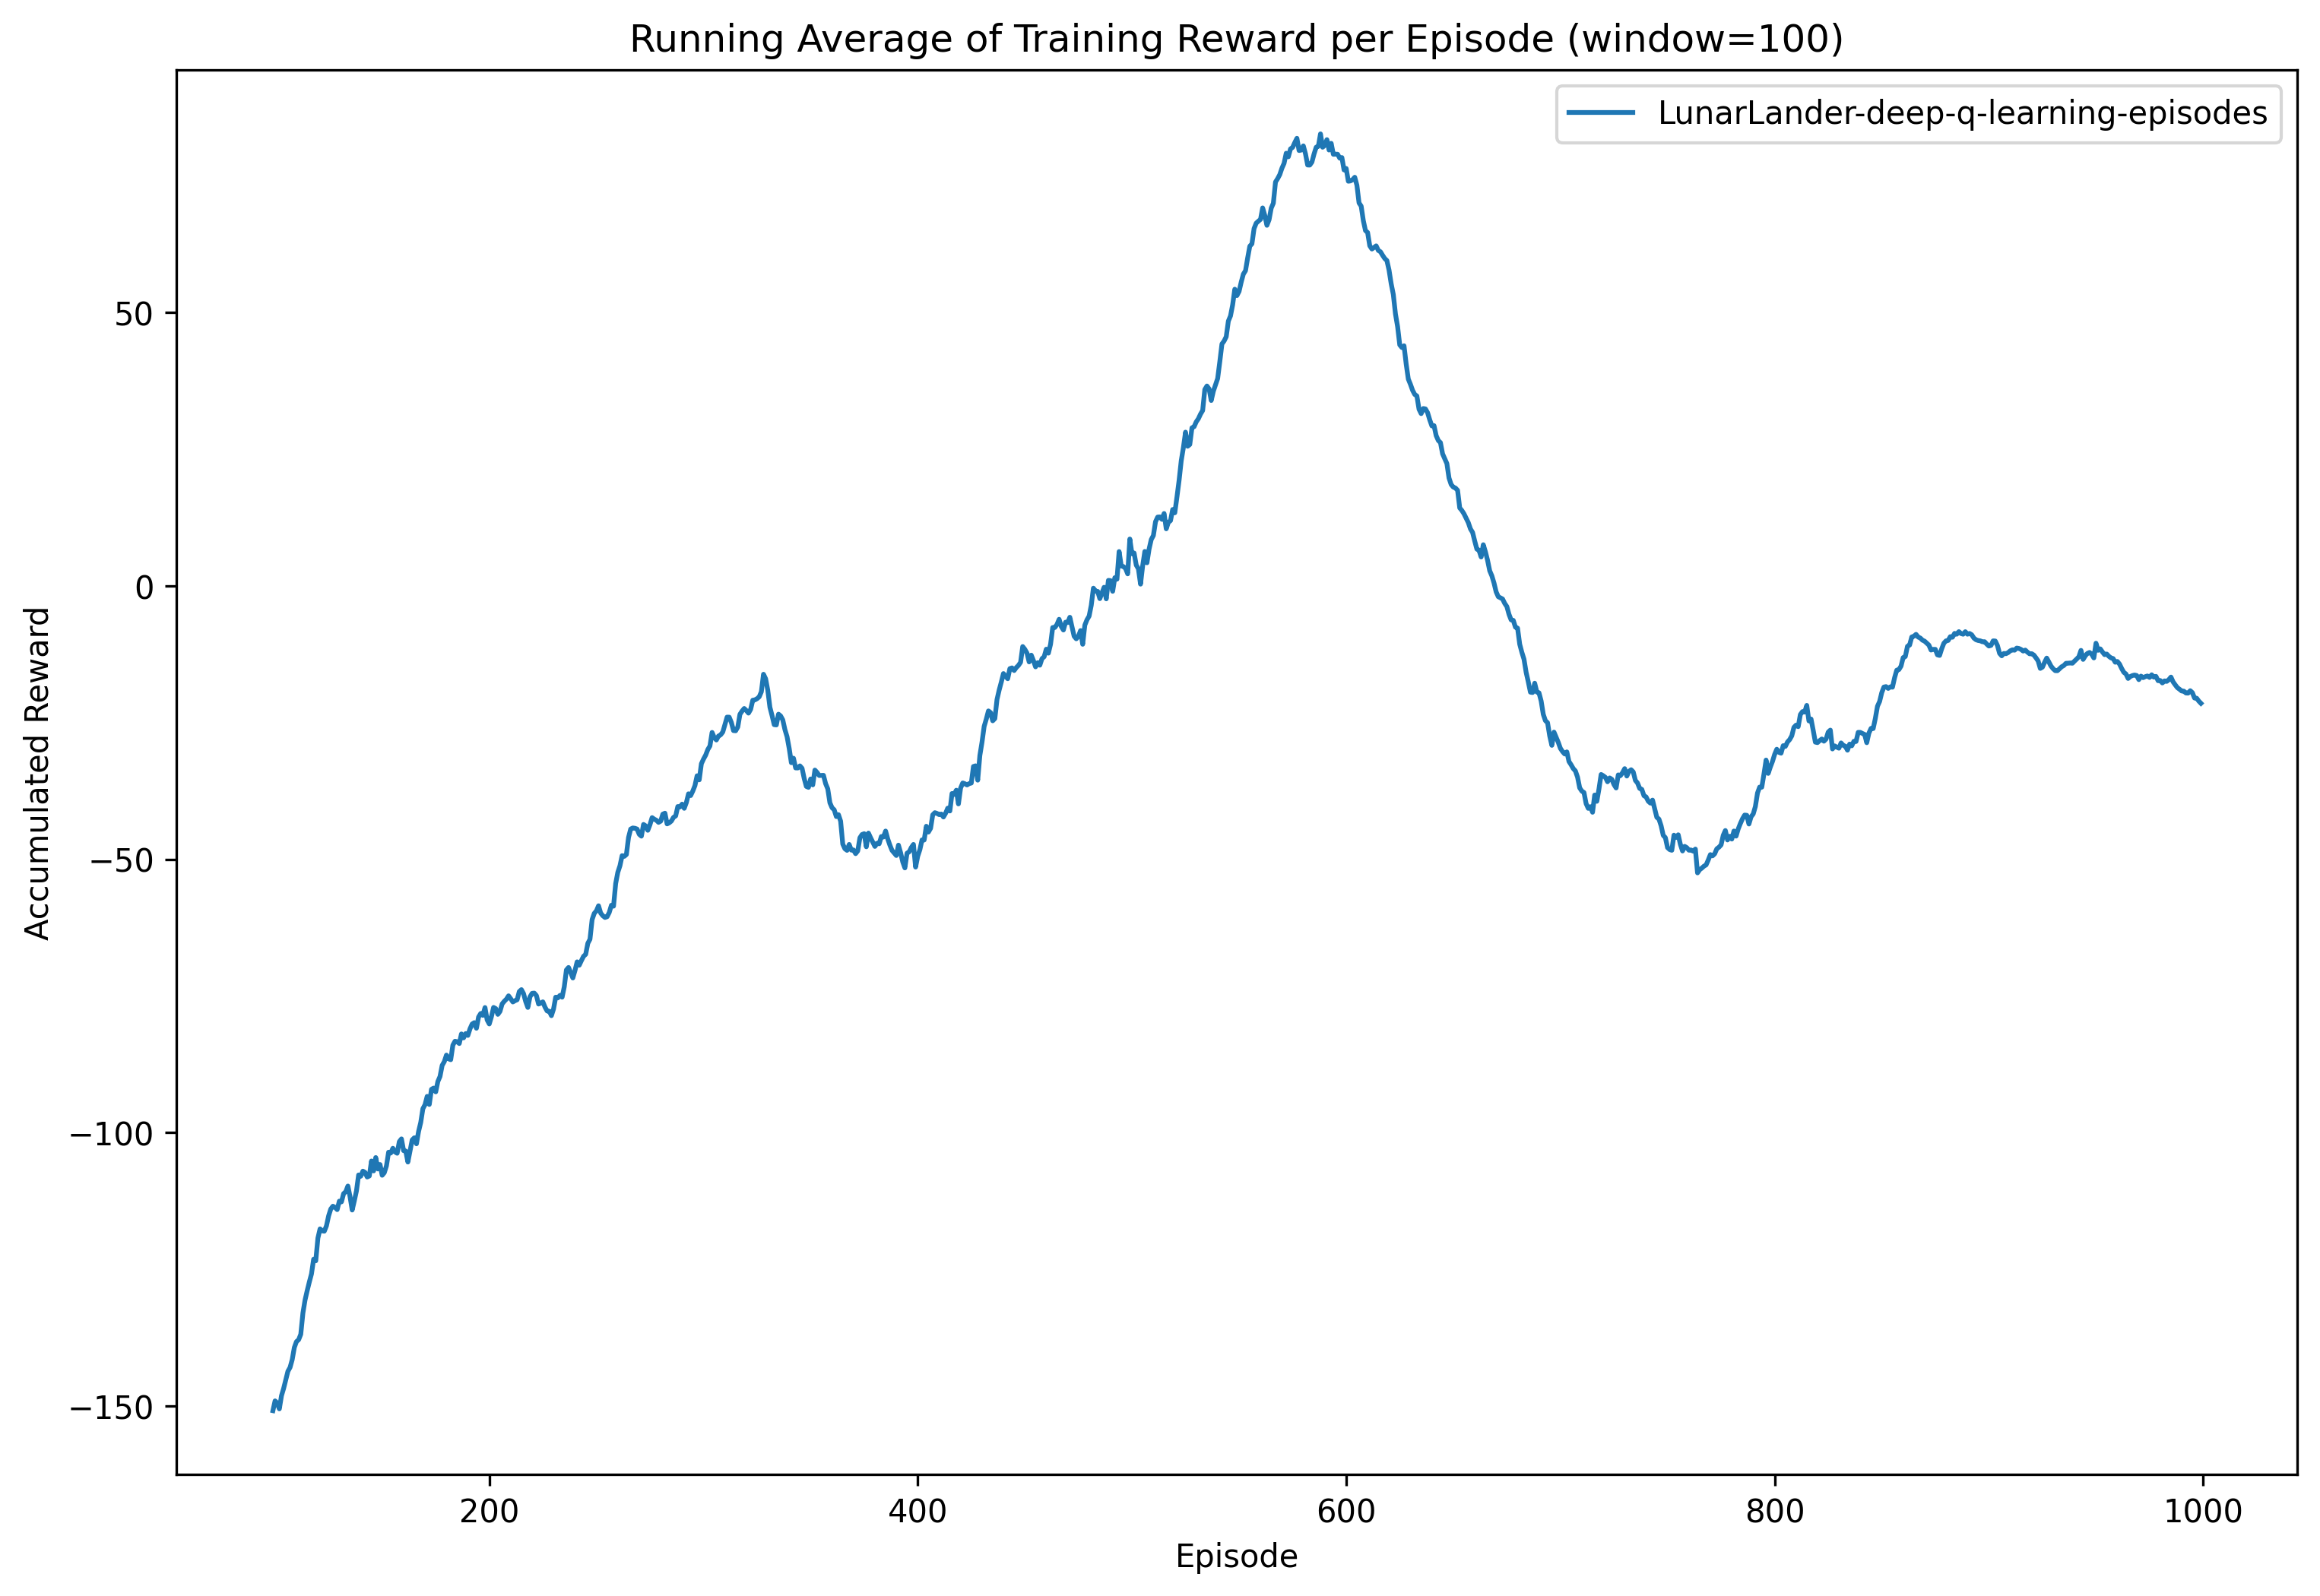 Running Average of Training Reward per Episode (window=100)
LunarLander-deep-q-learning-episodes
Accumulated Reward
50
0
−50
−100
−150
200
400
600
800
1000
Episode